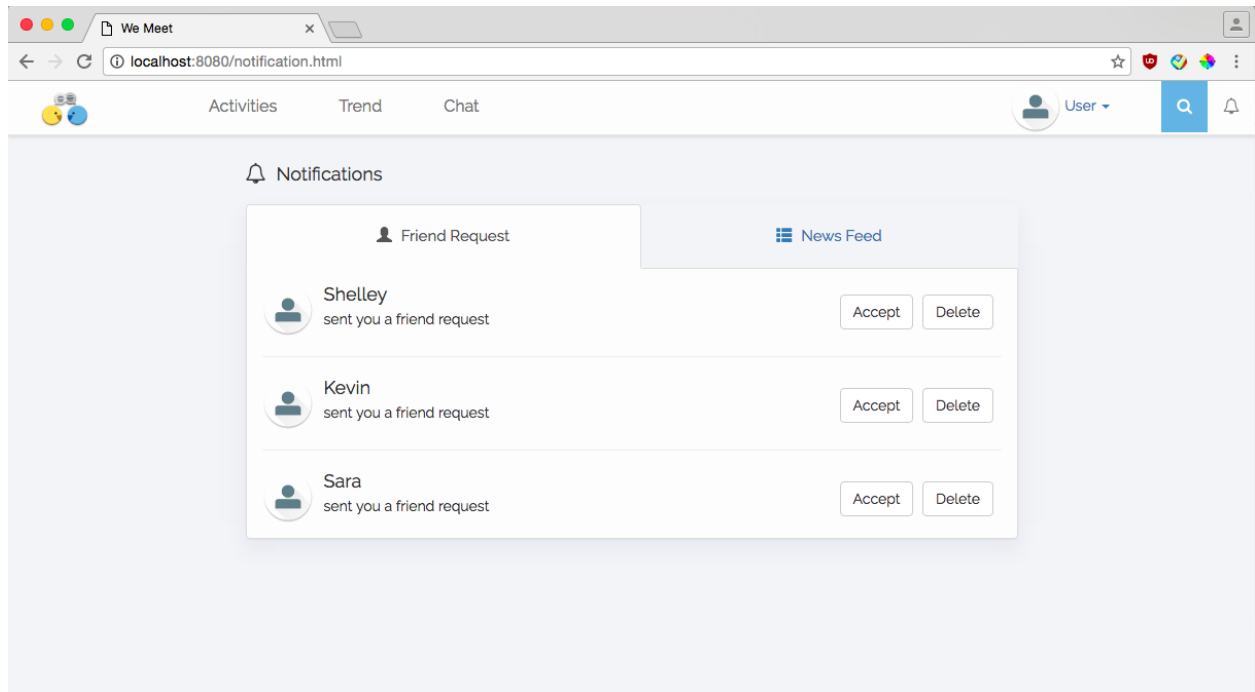 We Meet
localhost:8080/notification.html
Activities Trend Chat User
Notifications
Friend Request News Feed
Shelley
sent you a friend request
Accept Delete
Kevin
sent you a friend request
Accept Delete
Sara
sent you a friend request
Accept Delete